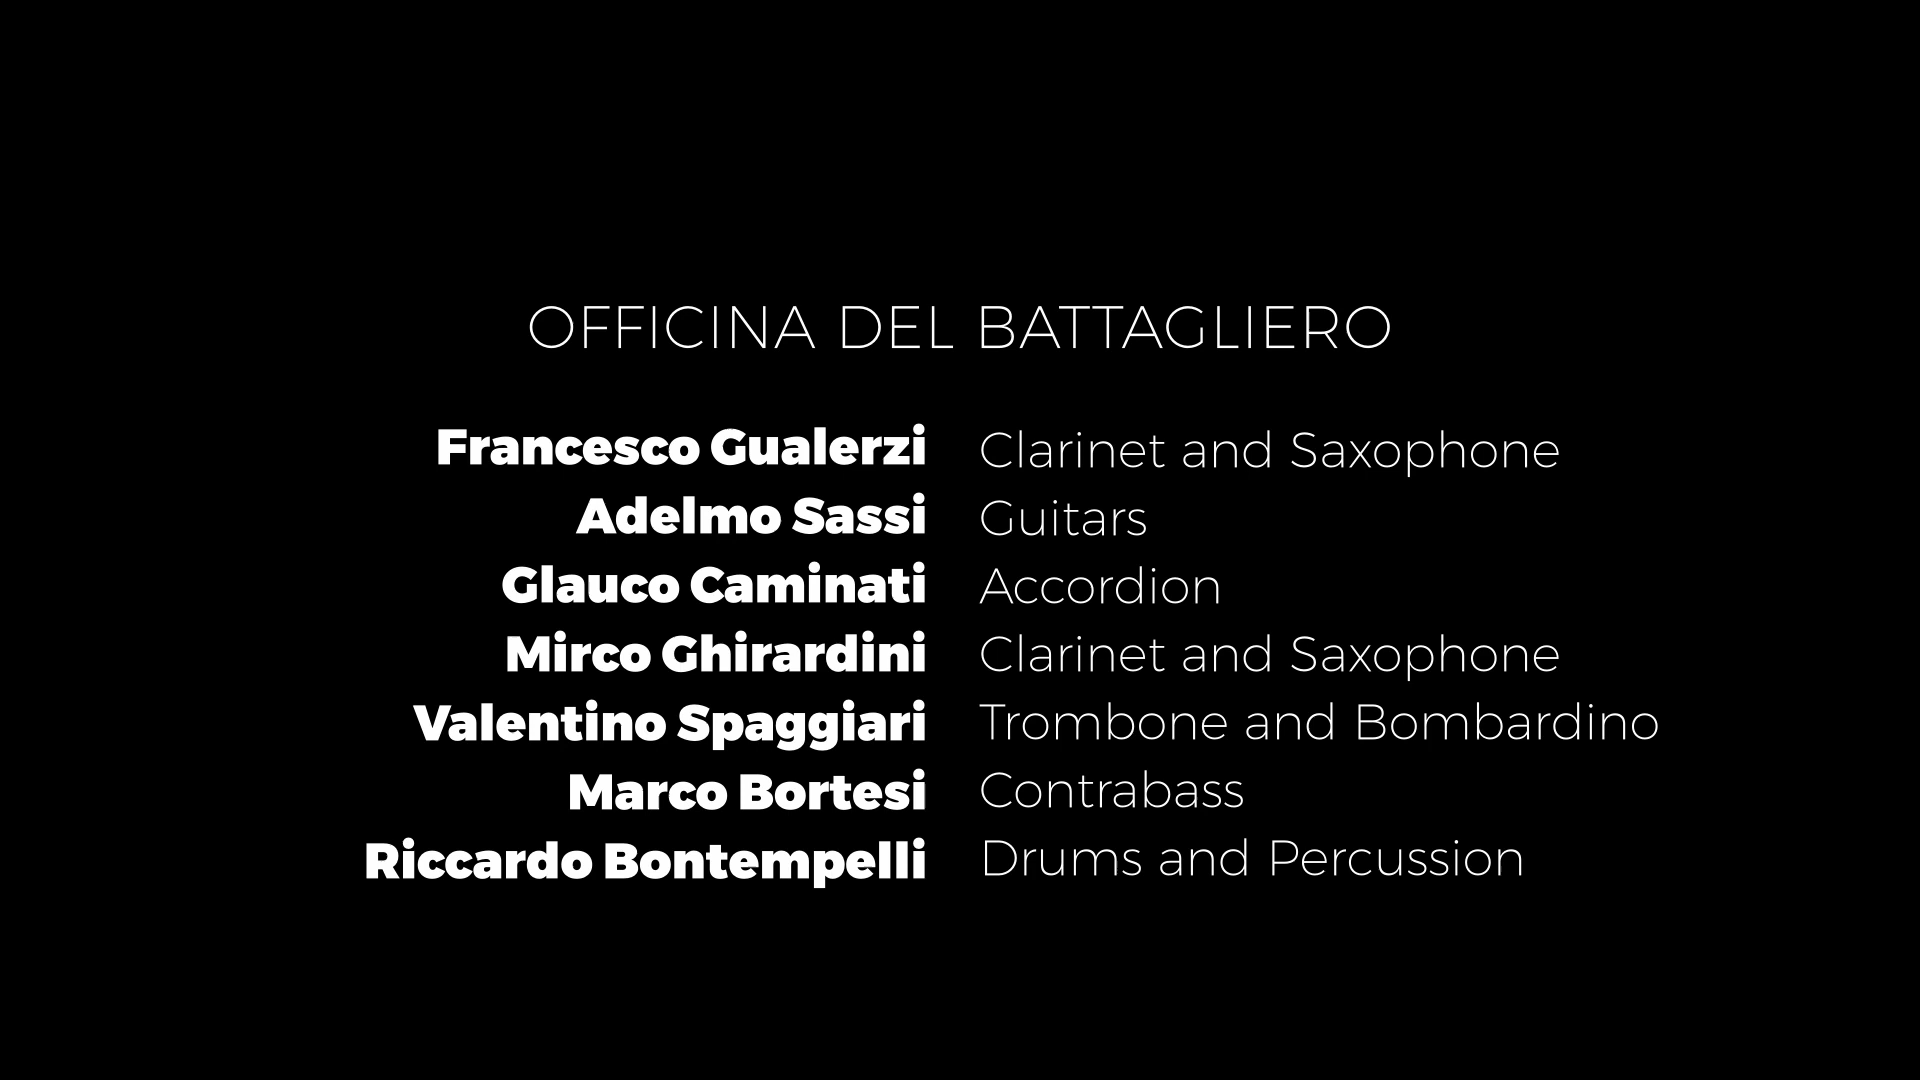 OFFICINA DEL BATTAGLIERO
Francesco Gualerzi Clarinet and Saxophone
Adelmo Sassi Guitars
Glauco Caminati Accordion
Mirco Ghirardini Clarinet and Saxophone
Valentino Spaggiari Trombone and Bombardino
Marco Bortesi Contrabass
Riccardo Bontempelli Drums and Percussion